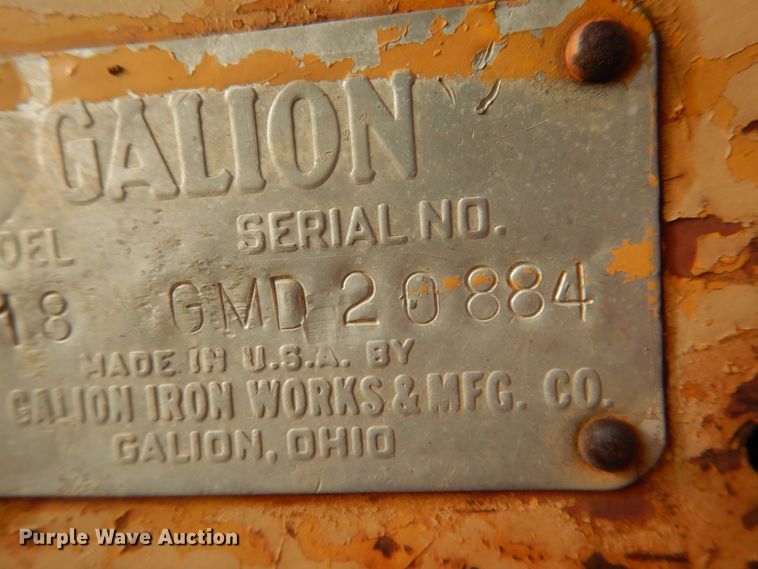 GALION
ODEL SERIAL NO.
18 GMD 20884
MADE IN U.S.A. BY
GALION IRON WORKS & MFG. CO.
GALION, OHIO
Purple Wave Auction